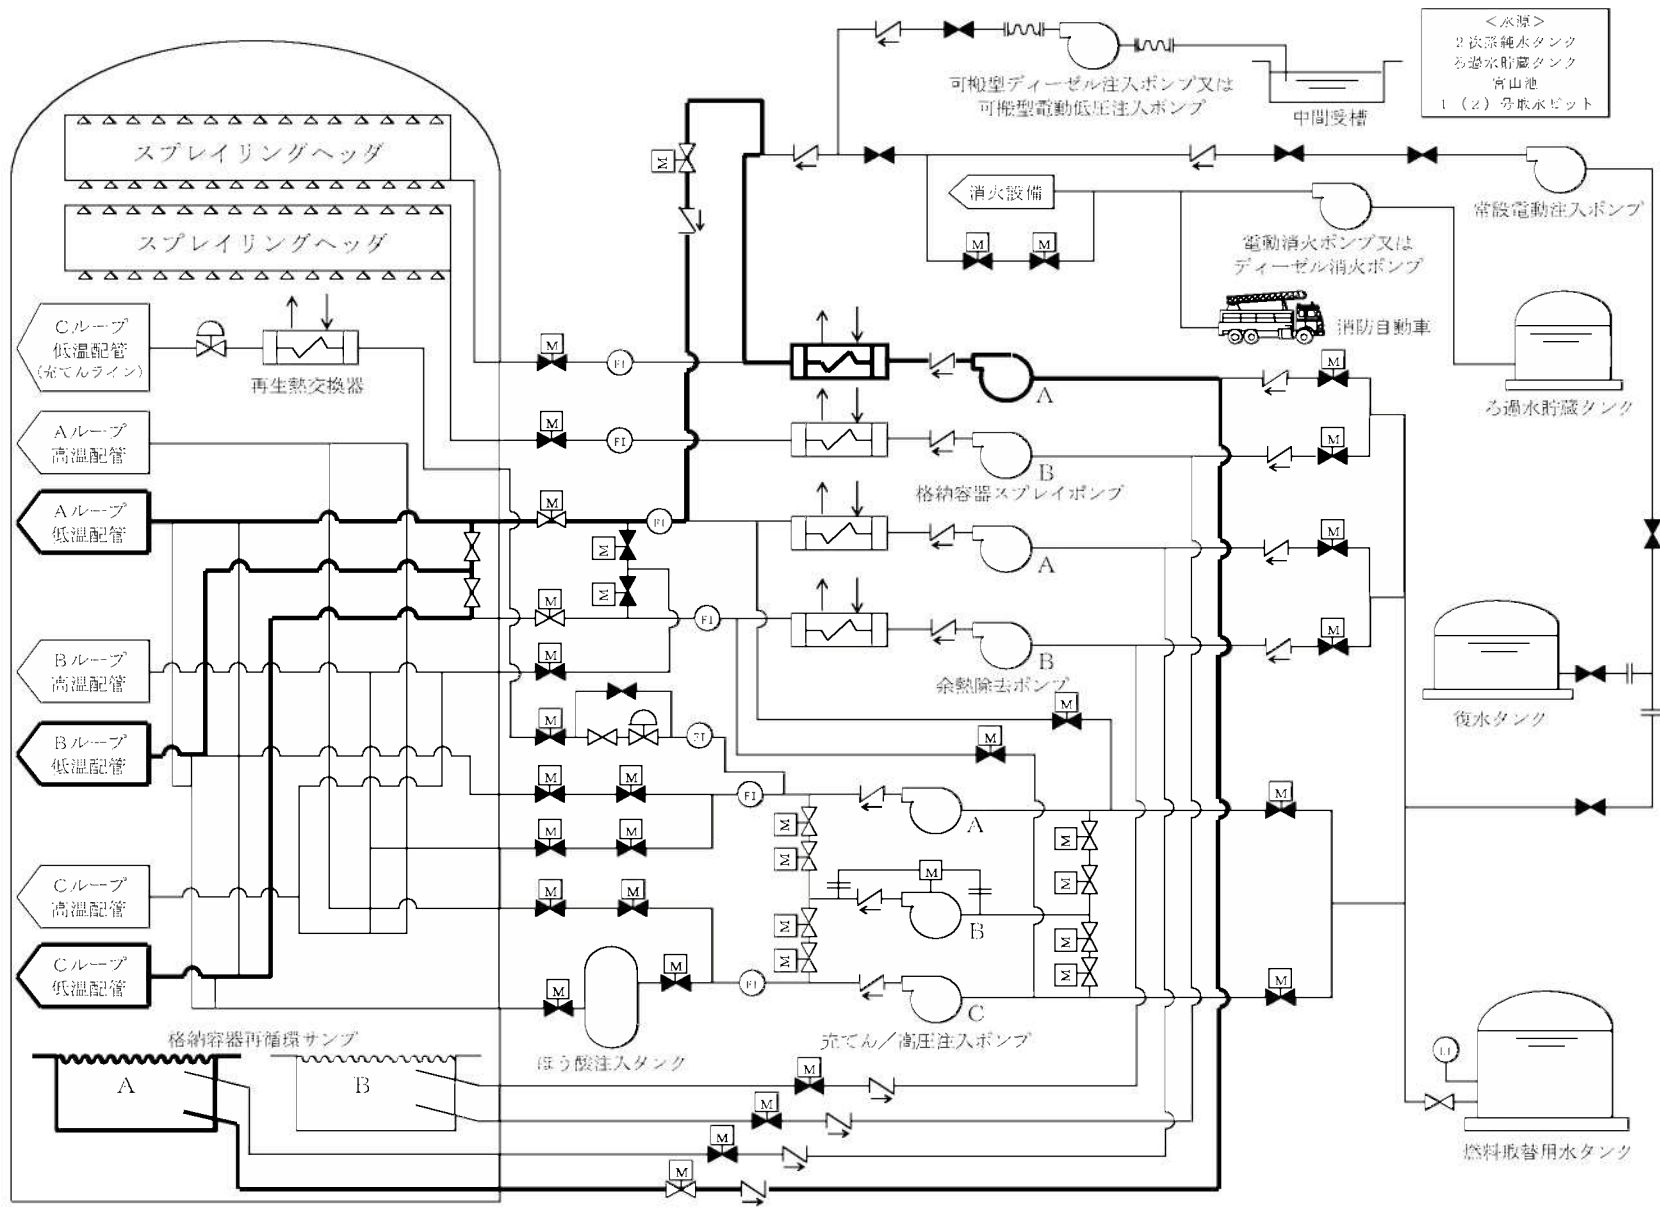 <水源>
2次系純水タンク
ろ過水貯蔵タンク
宮山池
1(2)号取水ピット
可搬型ディーゼル注入ポンプ又は
可搬型電動低圧注入ポンプ
中間受槽
スプレイリングヘッダ
M
消火設備
常設電動注入ポンプ
スプレイリングヘッダ
M
M
電動消火ポンプ又は
ディーゼル消火ポンプ
消防自動車
Cループ
低温配管
(充てんライン)
再生熱交換器
M
FI
A
M
ろ過水貯蔵タンク
Aループ
高温配管
M
FI
B
M
格納容器スプレイポンプ
Aループ
低温配管
M
FI
M
A
M
M
M
FI
B
M
余熱除去ポンプ
Bループ
高温配管
M
M
復水タンク
Bループ
低温配管
M
FI
M
M
M
FI
A
M
M
M
M
M
M
M
Cループ
高温配管
M
M
M
B
M
M
M
M
Cループ
低温配管
M
M
FI
C
M
格納容器再循環サンプ
ほう酸注入タンク
充てん/高圧注入ポンプ
LI
A
B
M
M
M
M
燃料取替用水タンク